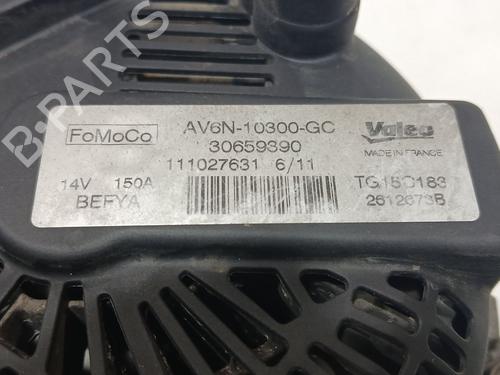 FoMoCo AV6N-10300-GC Valeo
30659390 MADE IN FRANCE
111027631 6/11
14V 150A TG15C183
BEFYA 2612673B
B-PARTS